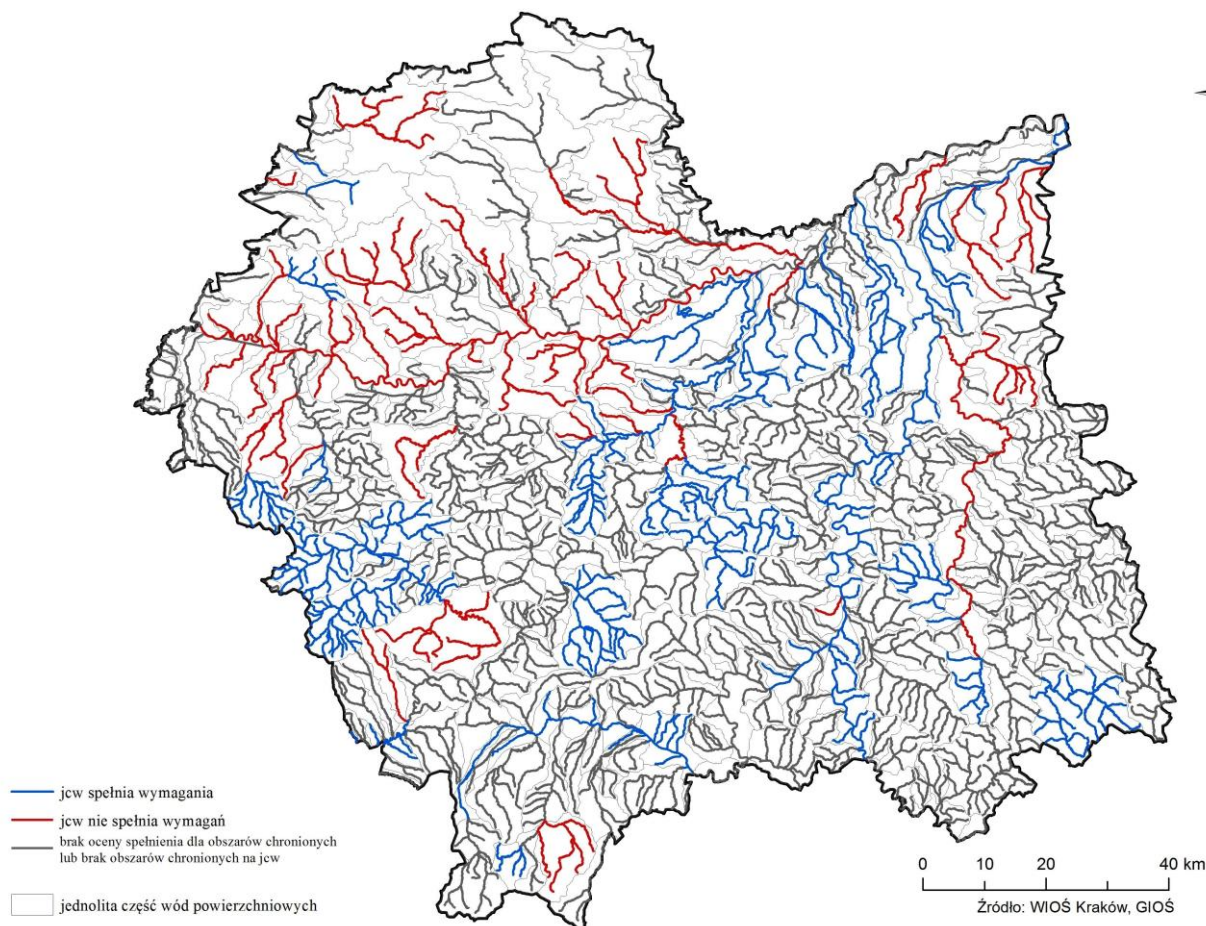 jcw spełnia wymagania
jcw nie spełnia wymagań
brak oceny spełnienia dla obszarów chronionych
lub brak obszarów chronionych na jcw
jednolita część wód powierzchniowych
0 10 20 40 km
Źródło: WIOŚ Kraków, GIOŚ